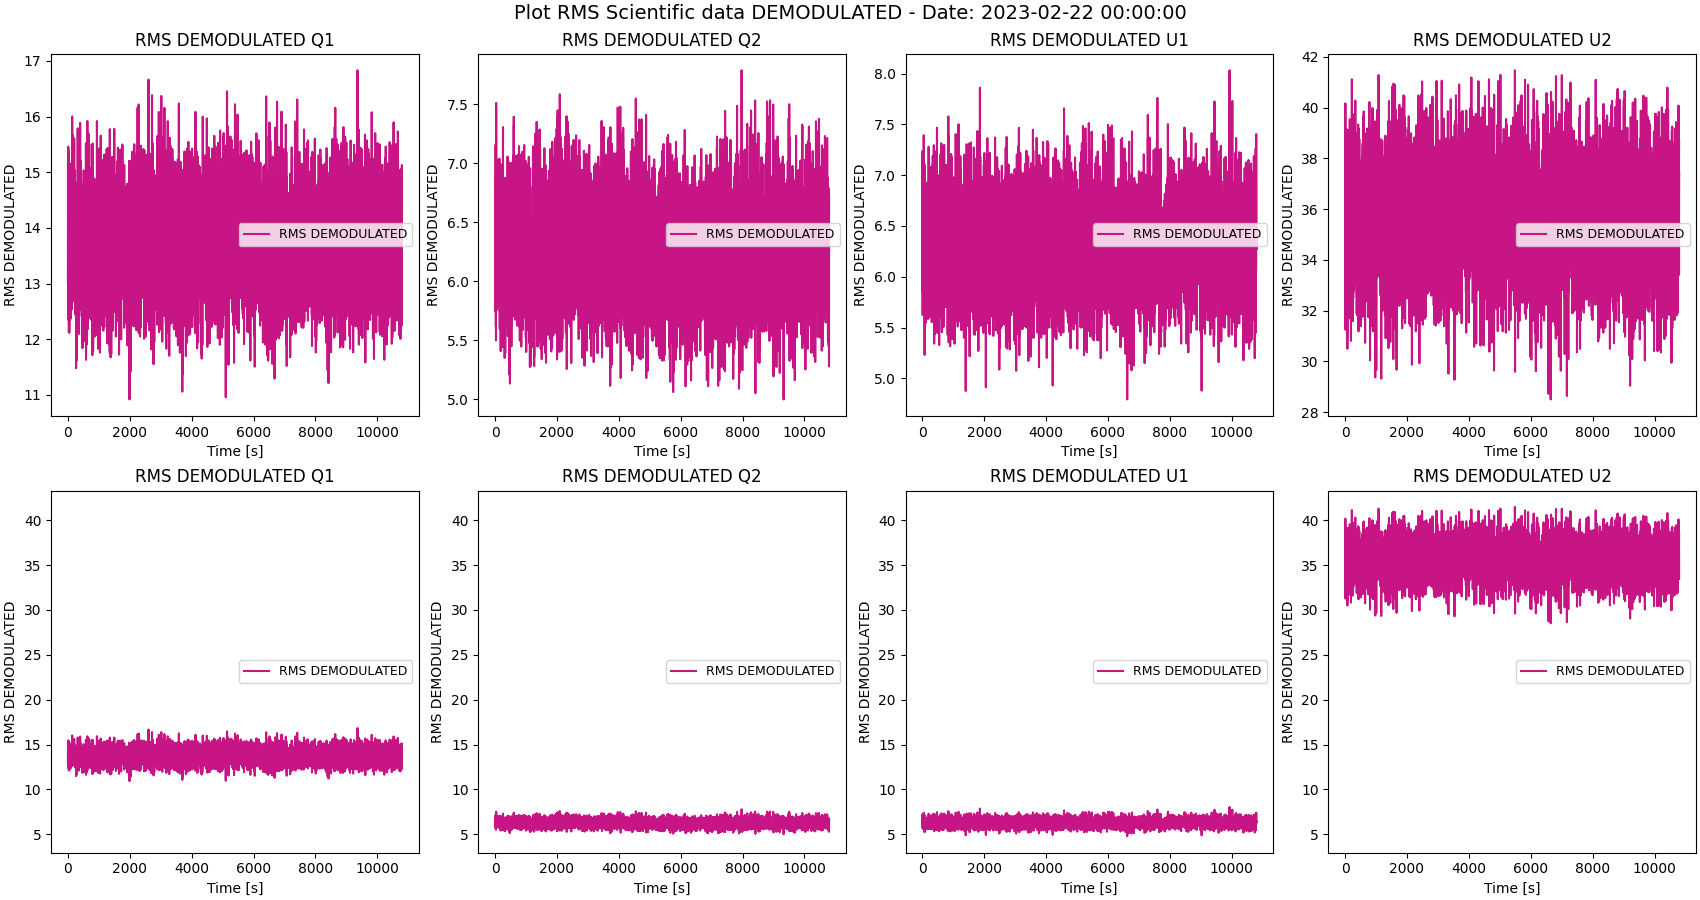 Plot RMS Scientific data DEMODULATED - Date: 2023-02-22 00:00:00
RMS DEMODULATED Q1
RMS DEMODULATED
17
16
15
14
13
12
11
RMS DEMODULATED
0 2000 4000 6000 8000 10000
Time [s]
RMS DEMODULATED Q2
RMS DEMODULATED
7.5
7.0
6.5
6.0
5.5
5.0
RMS DEMODULATED
0 2000 4000 6000 8000 10000
Time [s]
RMS DEMODULATED U1
RMS DEMODULATED
8.0
7.5
7.0
6.5
6.0
5.5
5.0
RMS DEMODULATED
0 2000 4000 6000 8000 10000
Time [s]
RMS DEMODULATED U2
RMS DEMODULATED
42
40
38
36
34
32
30
28
RMS DEMODULATED
0 2000 4000 6000 8000 10000
Time [s]
RMS DEMODULATED Q1
RMS DEMODULATED
40
35
30
25
20
15
10
5
RMS DEMODULATED
0 2000 4000 6000 8000 10000
Time [s]
RMS DEMODULATED Q2
RMS DEMODULATED
40
35
30
25
20
15
10
5
RMS DEMODULATED
0 2000 4000 6000 8000 10000
Time [s]
RMS DEMODULATED U1
RMS DEMODULATED
40
35
30
25
20
15
10
5
RMS DEMODULATED
0 2000 4000 6000 8000 10000
Time [s]
RMS DEMODULATED U2
RMS DEMODULATED
40
35
30
25
20
15
10
5
RMS DEMODULATED
0 2000 4000 6000 8000 10000
Time [s]